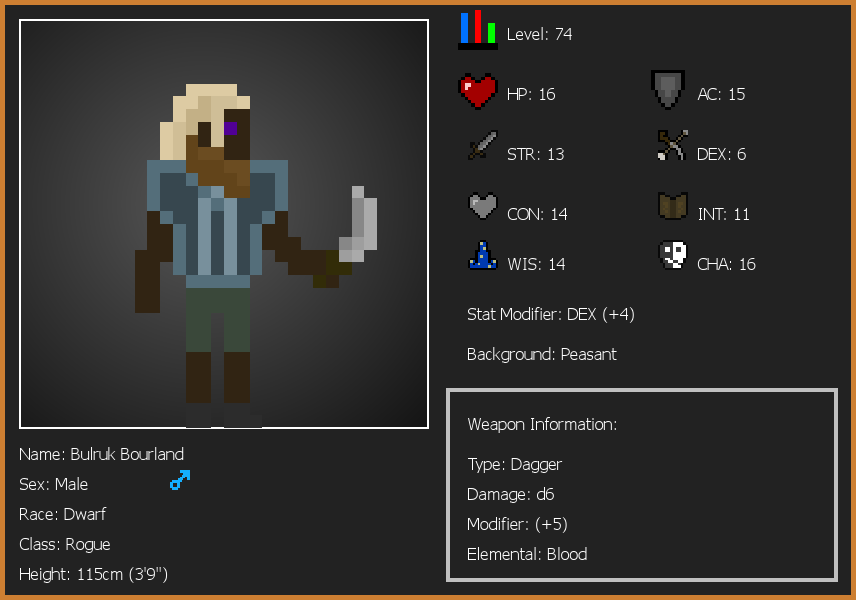 Level: 74
HP: 16
AC: 15
STR: 13
DEX: 6
CON: 14
INT: 11
WIS: 14
CHA: 16
Stat Modifier: DEX (+4)
Background: Peasant
Weapon Information:
Type: Dagger
Damage: d6
Modifier: (+5)
Elemental: Blood
Name: Bulruk Bourland
Sex: Male
Race: Dwarf
Class: Rogue
Height: 115cm (3'9")